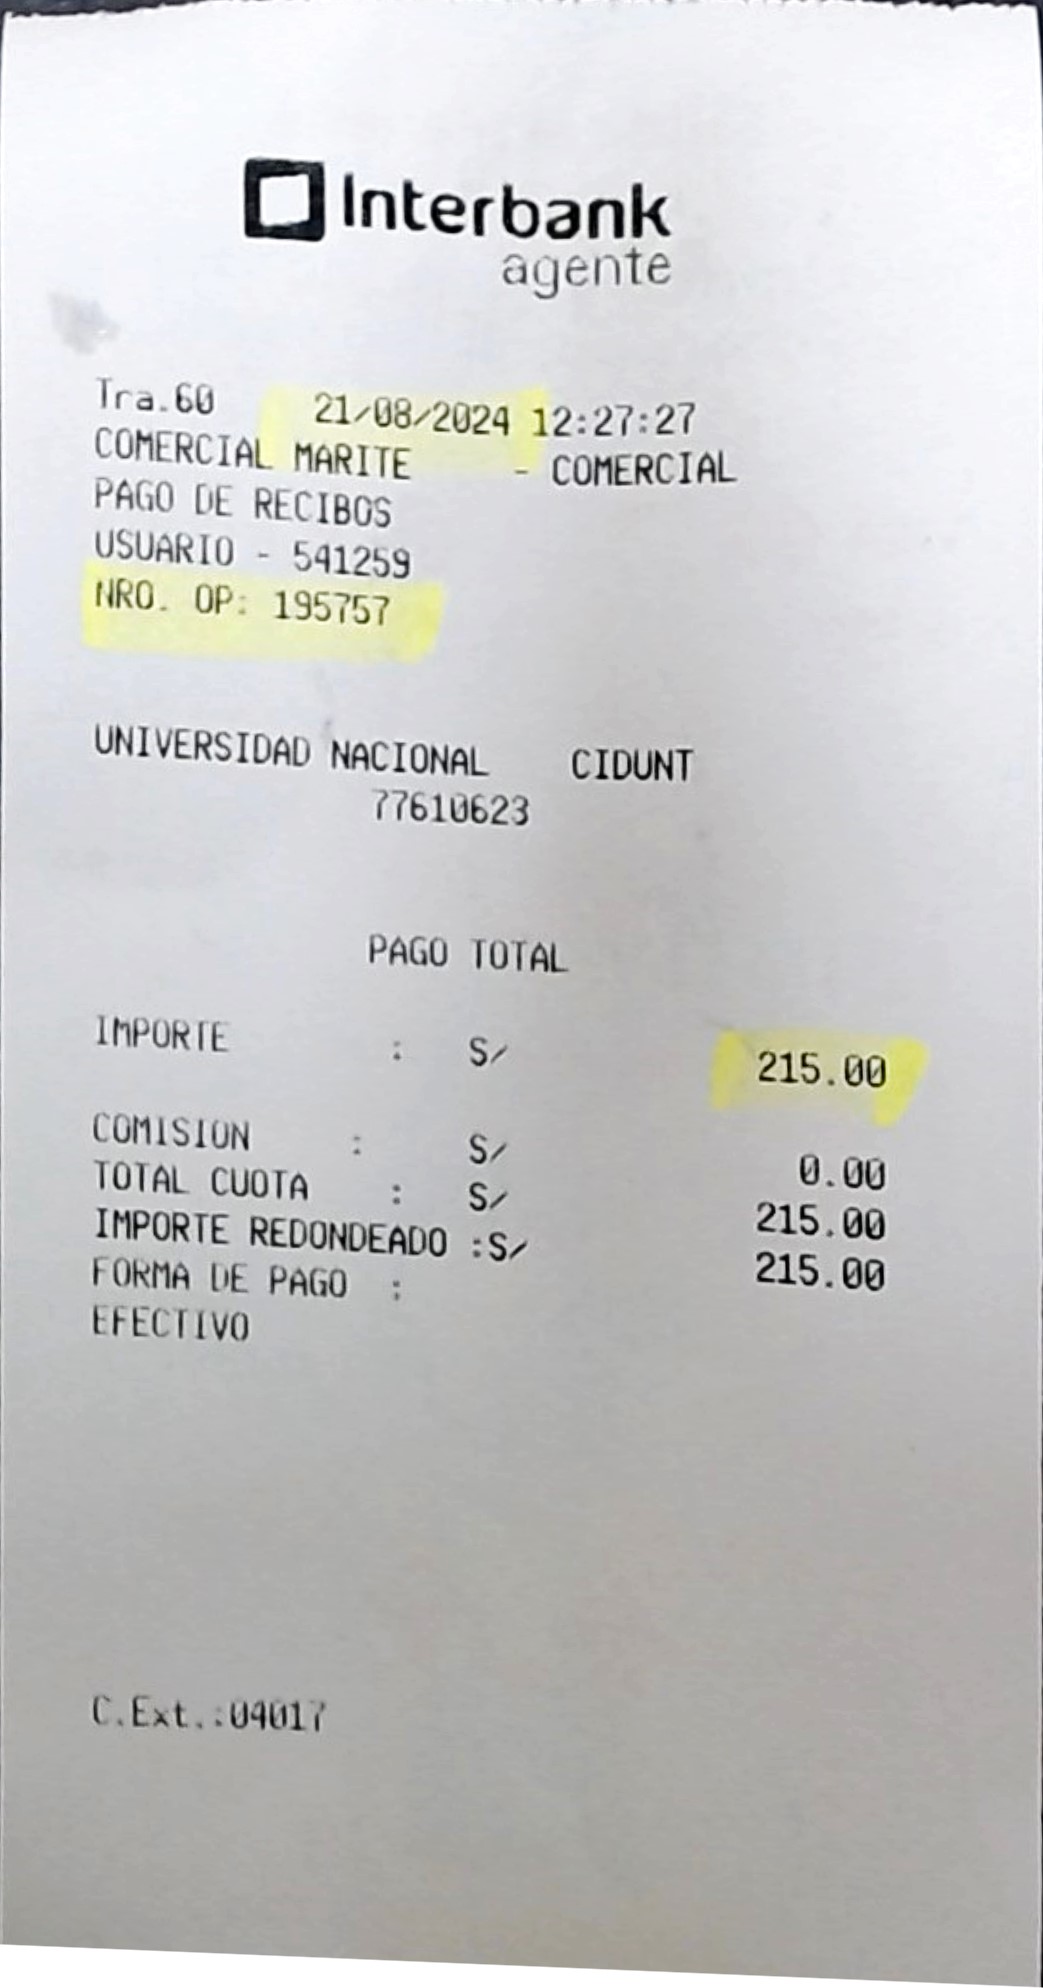 Interbank
agente
Tra.60 21/08/2024 12:27:27
COMERCIAL MARITE - COMERCIAL
PAGO DE RECIBOS
USUARIO - 541259
NRO. OP: 195757
UNIVERSIDAD NACIONAL CIDUNT
77610623
PAGO TOTAL
IMPORTE : S/ 215.00
COMISION : S/ 0.00
TOTAL CUOTA : S/ 215.00
IMPORTE REDONDEADO :S/ 215.00
FORMA DE PAGO :
EFECTIVO
C.Ext.:04017